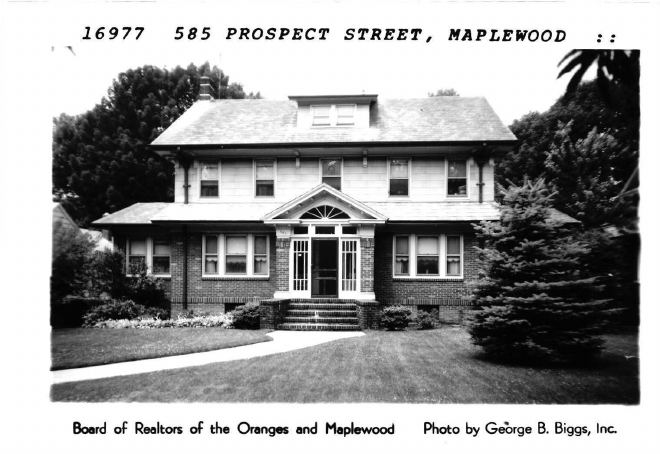 16977 585 PROSPECT STREET, MAPLEWOOD ::
Board of Realtors of the Oranges and Maplewood Photo by George B. Biggs, Inc.